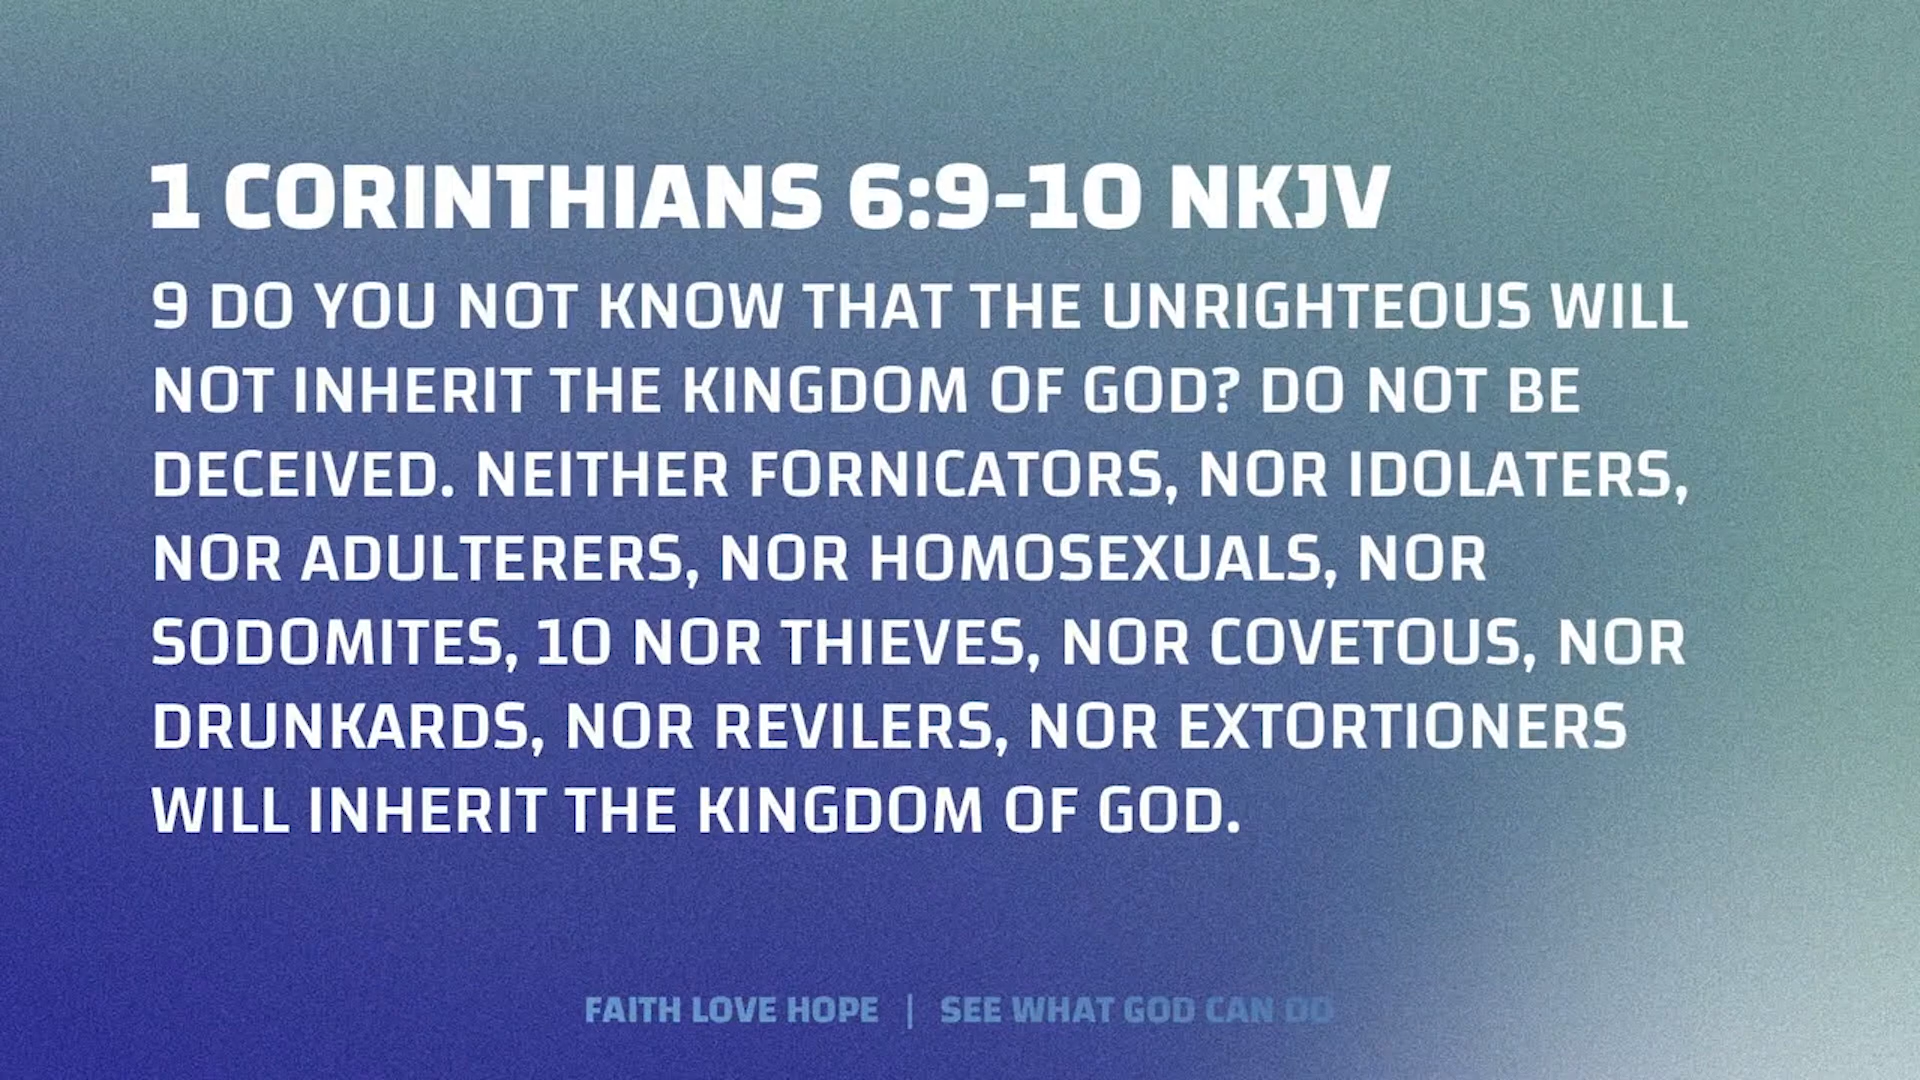 1 CORINTHIANS 6:9-10 NKJV
9 DO YOU NOT KNOW THAT THE UNRIGHTEOUS WILL
NOT INHERIT THE KINGDOM OF GOD? DO NOT BE
DECEIVED. NEITHER FORNICATORS, NOR IDOLATERS,
NOR ADULTERERS, NOR HOMOSEXUALS, NOR
SODOMITES, 10 NOR THIEVES, NOR COVETOUS, NOR
DRUNKARDS, NOR REVILERS, NOR EXTORTIONERS
WILL INHERIT THE KINGDOM OF GOD.
FAITH LOVE HOPE | SEE WHAT GOD CAN DO